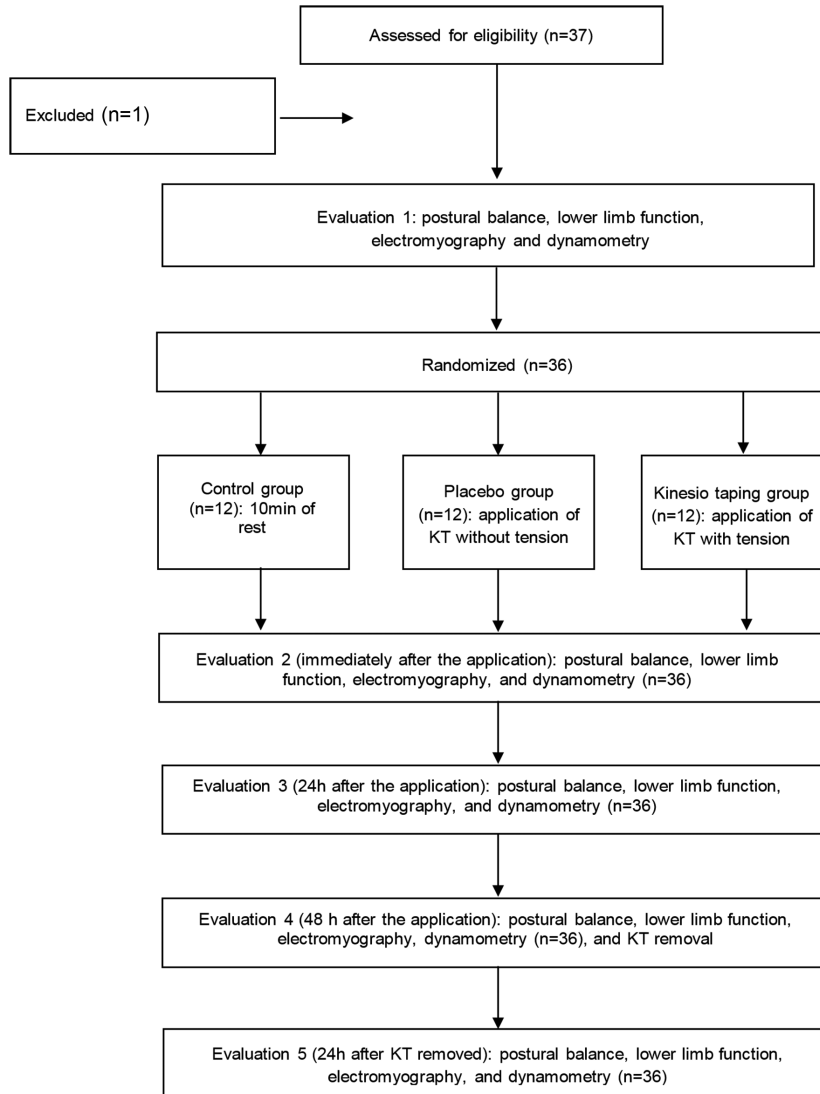 Assessed for eligibility (n=37)
Excluded (n=1)
Evaluation 1: postural balance, lower limb function,
electromyography and dynamometry
Randomized (n=36)
Control group
(n=12): 10min of
rest
Placebo group
(n=12): application of
KT without tension
Kinesio taping group
(n=12): application of
KT with tension
Evaluation 2 (immediately after the application): postural balance, lower limb
function, electromyography, and dynamometry (n=36)
Evaluation 3 (24h after the application): postural balance, lower limb function,
electromyography, and dynamometry (n=36)
Evaluation 4 (48 h after the application): postural balance, lower limb function,
electromyography, dynamometry (n=36), and KT removal
Evaluation 5 (24h after KT removed): postural balance, lower limb function,
electromyography, and dynamometry (n=36)